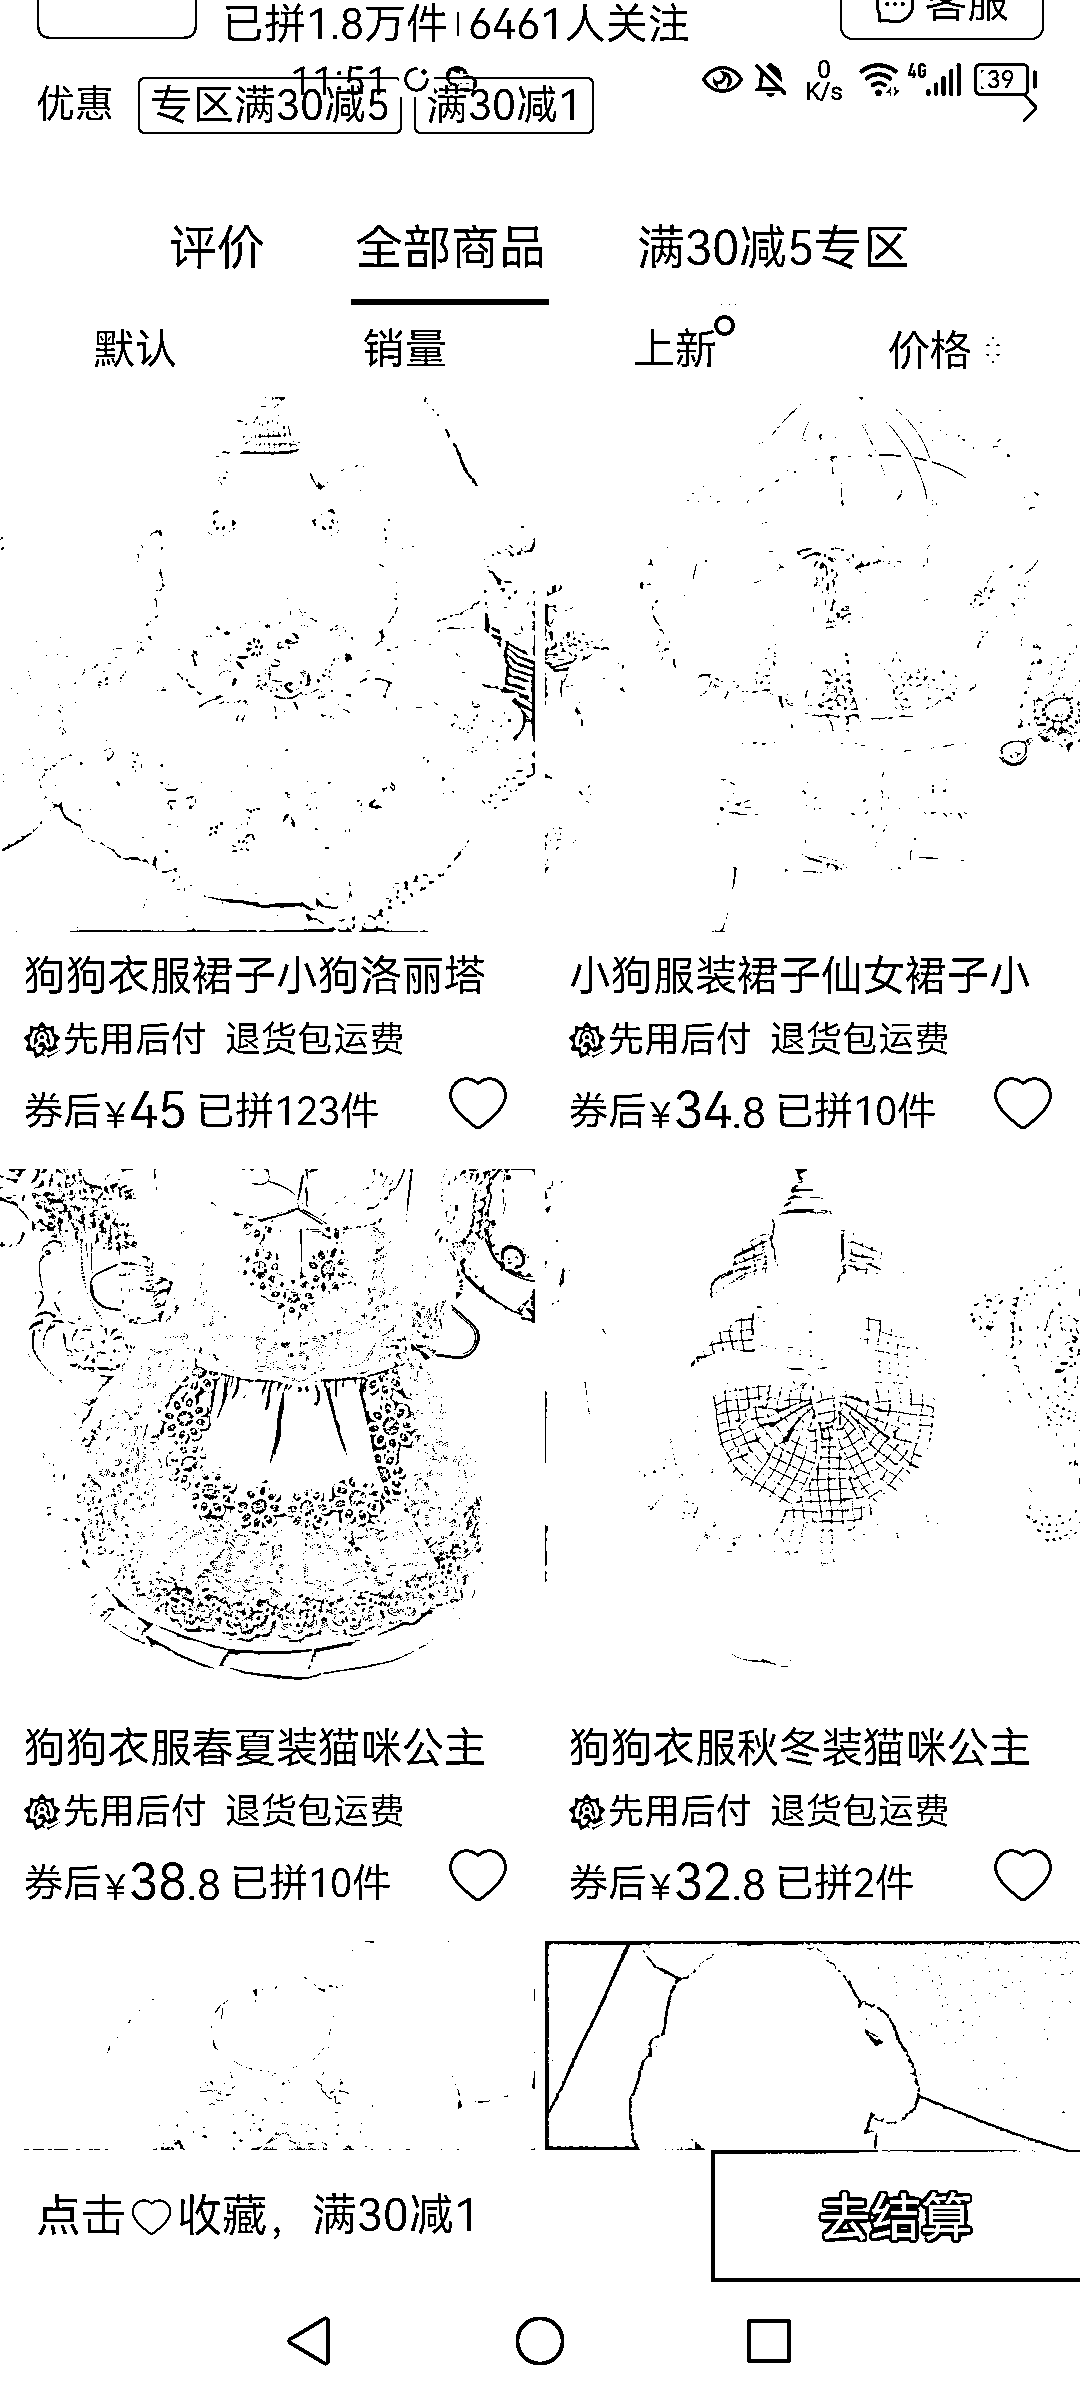 已拼1.8万件 6461人关注
客服
11:51
0 K/s 4G 39
优惠 专区满30减5 满30减1
评价 全部商品 满30减5专区
默认 销量 上新 价格
狗狗衣服裙子小狗洛丽塔
先用后付 退货包运费
券后¥45 已拼123件
小狗服装裙子仙女裙子小
先用后付 退货包运费
券后¥34.8 已拼10件
狗狗衣服春夏装猫咪公主
先用后付 退货包运费
券后¥38.8 已拼10件
狗狗衣服秋冬装猫咪公主
先用后付 退货包运费
券后¥32.8 已拼2件
点击♡收藏，满30减1
去结算